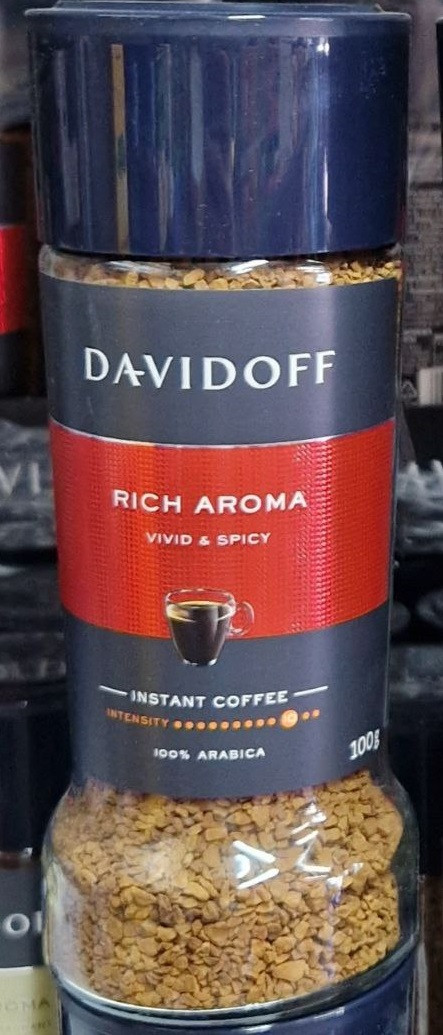 DAVIDOFF
RICH AROMA
VIVID & SPICY
INSTANT COFFEE
INTENSITY 10
100% ARABICA
100g